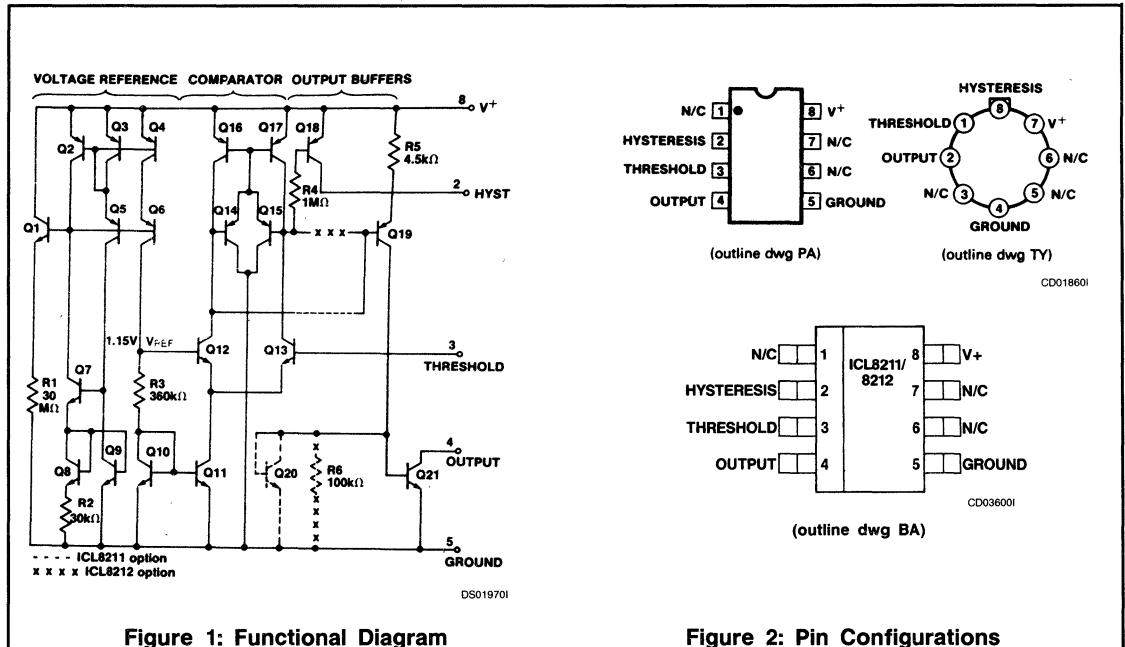 VOLTAGE REFERENCE COMPARATOR OUTPUT BUFFERS
8 V+
Q3 Q4 Q16 Q17 Q18
Q2
R5
4.5kΩ
R4
1MΩ
2
HYST
Q5 Q6 Q14 Q15
Q1
x x x
Q19
1.15V VREF
Q12 Q13
3
THRESHOLD
R1
30
MΩ
Q7
R3
360kΩ
4
OUTPUT
Q8 Q9 Q10 Q11
Q20
R6
100kΩ
Q21
R2
30kΩ
5
GROUND
- - - - ICL8211 option
x x x x ICL8212 option
DS01970I
Figure 1: Functional Diagram
N/C 1 8 V+
HYSTERESIS 2 7 N/C
THRESHOLD 3 6 N/C
OUTPUT 4 5 GROUND
(outline dwg PA)
HYSTERESIS
8
THRESHOLD 1 7 V+
OUTPUT 2 6 N/C
N/C 3 5 N/C
4
GROUND
(outline dwg TY)
CD01860I
ICL8211/
8212
N/C 1 8 V+
HYSTERESIS 2 7 N/C
THRESHOLD 3 6 N/C
OUTPUT 4 5 GROUND
CD03600I
(outline dwg BA)
Figure 2: Pin Configurations